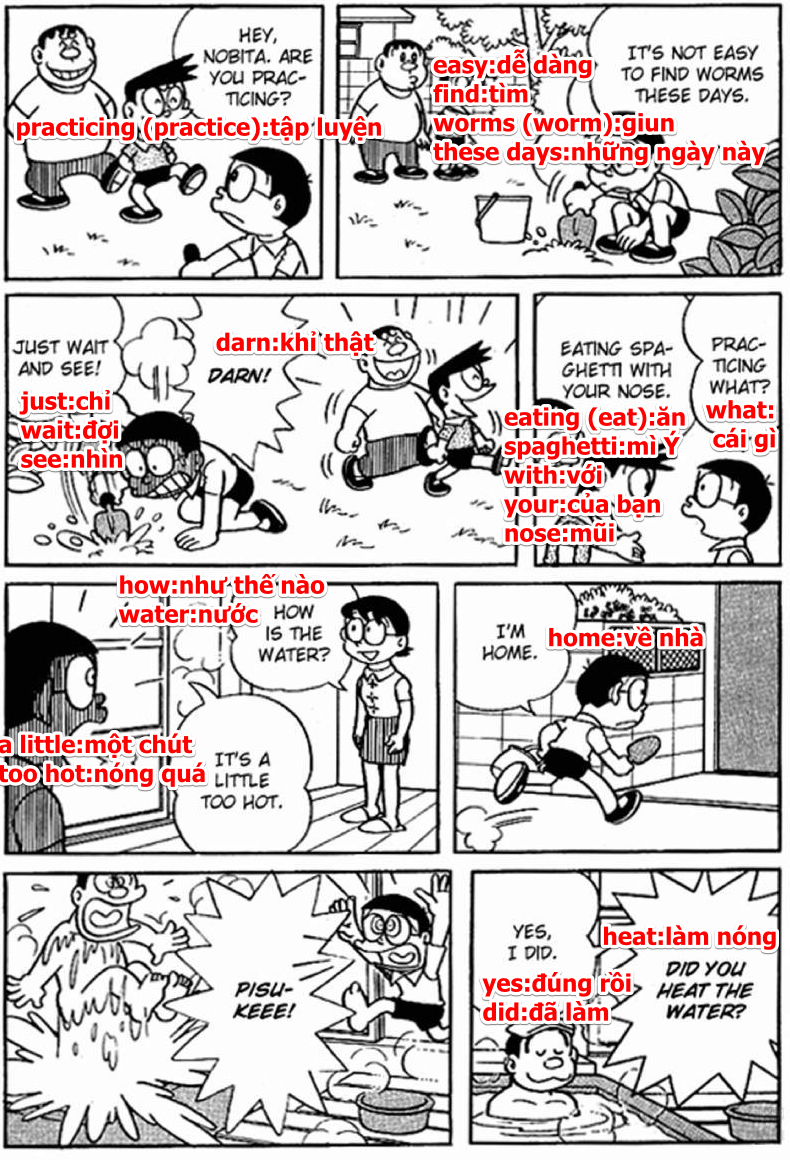 HEY,
NOBITA. ARE
YOU PRAC-
TICING?
practicing (practice):tập luyện
IT'S NOT EASY
TO FIND WORMS
THESE DAYS.
easy:dễ dàng
find:tìm
worms (worm):giun
these days:những ngày này
JUST WAIT
AND SEE!
just:chỉ
wait:đợi
see:nhìn
darn:khỉ thật
DARN!
EATING SPA-
GHETTI WITH
YOUR NOSE.
eating (eat):ăn
spaghetti:mì Ý
with:với
your:của bạn
nose:mũi
PRAC-
TICING
WHAT?
what:
cái gì
how:như thế nào
water:nước
HOW
IS THE
WATER?
a little:một chút
too hot:nóng quá
IT'S A
LITTLE
TOO HOT.
I'M
HOME.
home:về nhà
PISU-
KEEE!
YES,
I DID.
yes:đúng rồi
did:đã làm
heat:làm nóng
DID YOU
HEAT THE
WATER?